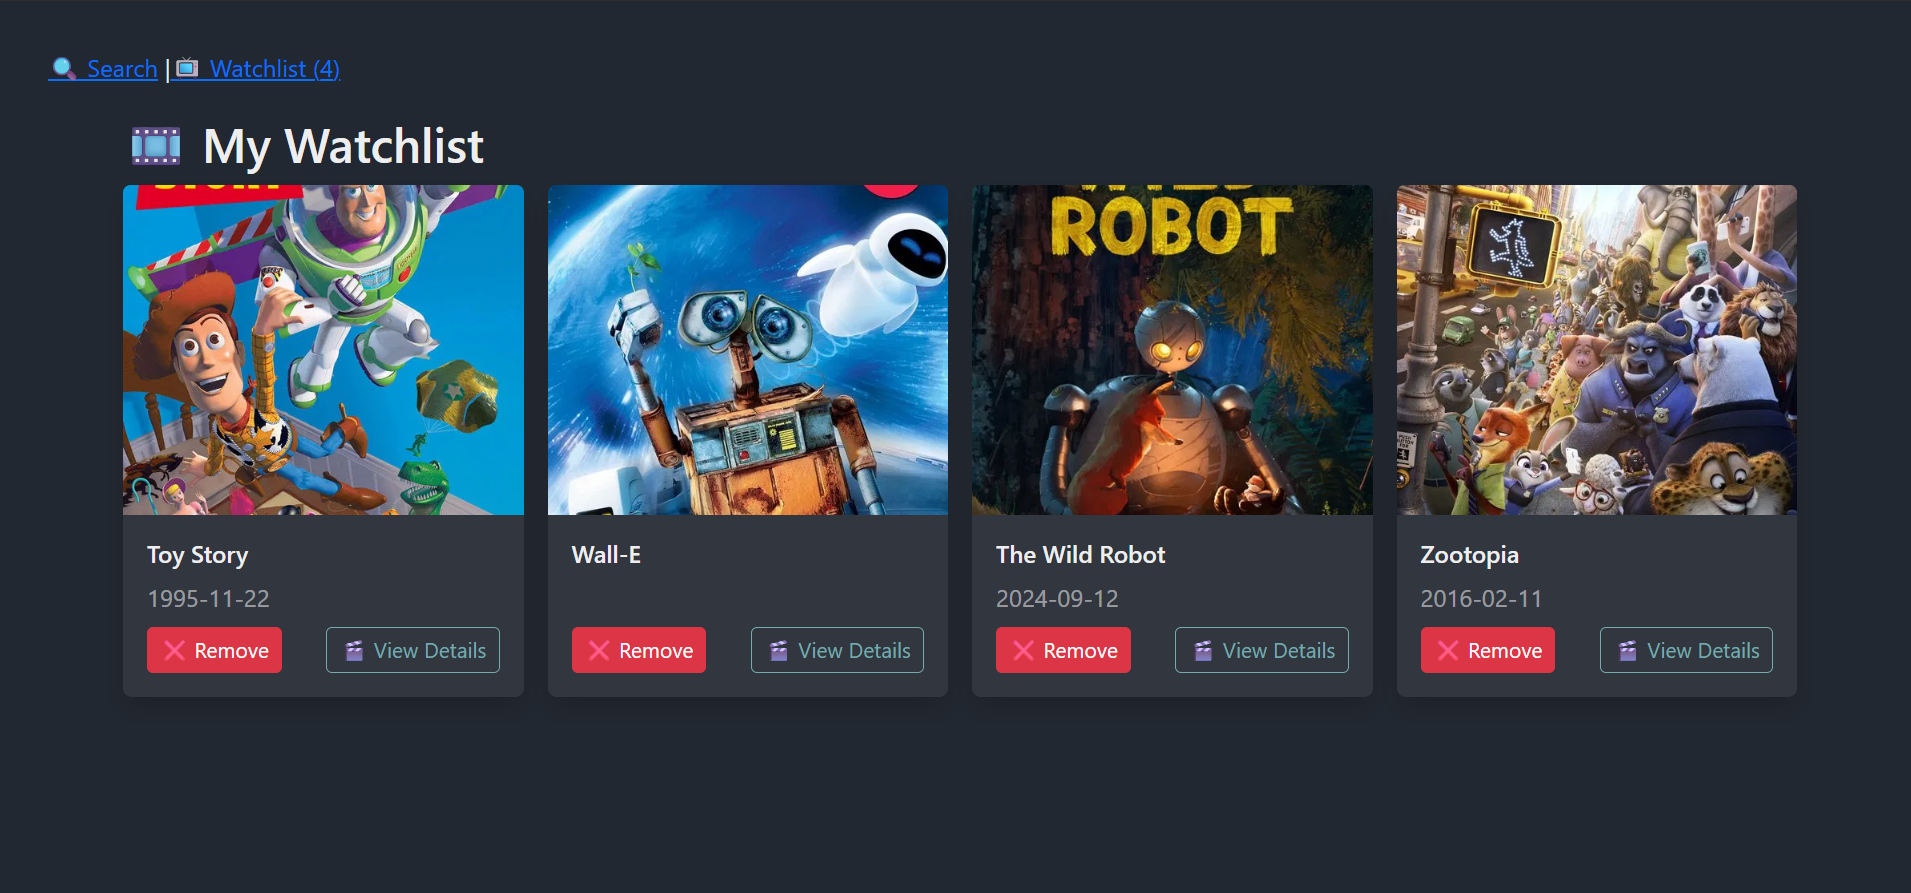 🔍 Search | 📺 Watchlist (4)
🎞️ My Watchlist
ROBOT
Toy Story
Wall-E
The Wild Robot
Zootopia
1995-11-22
2024-09-12
2016-02-11
❌ Remove 🎬 View Details
❌ Remove 🎬 View Details
❌ Remove 🎬 View Details
❌ Remove 🎬 View Details